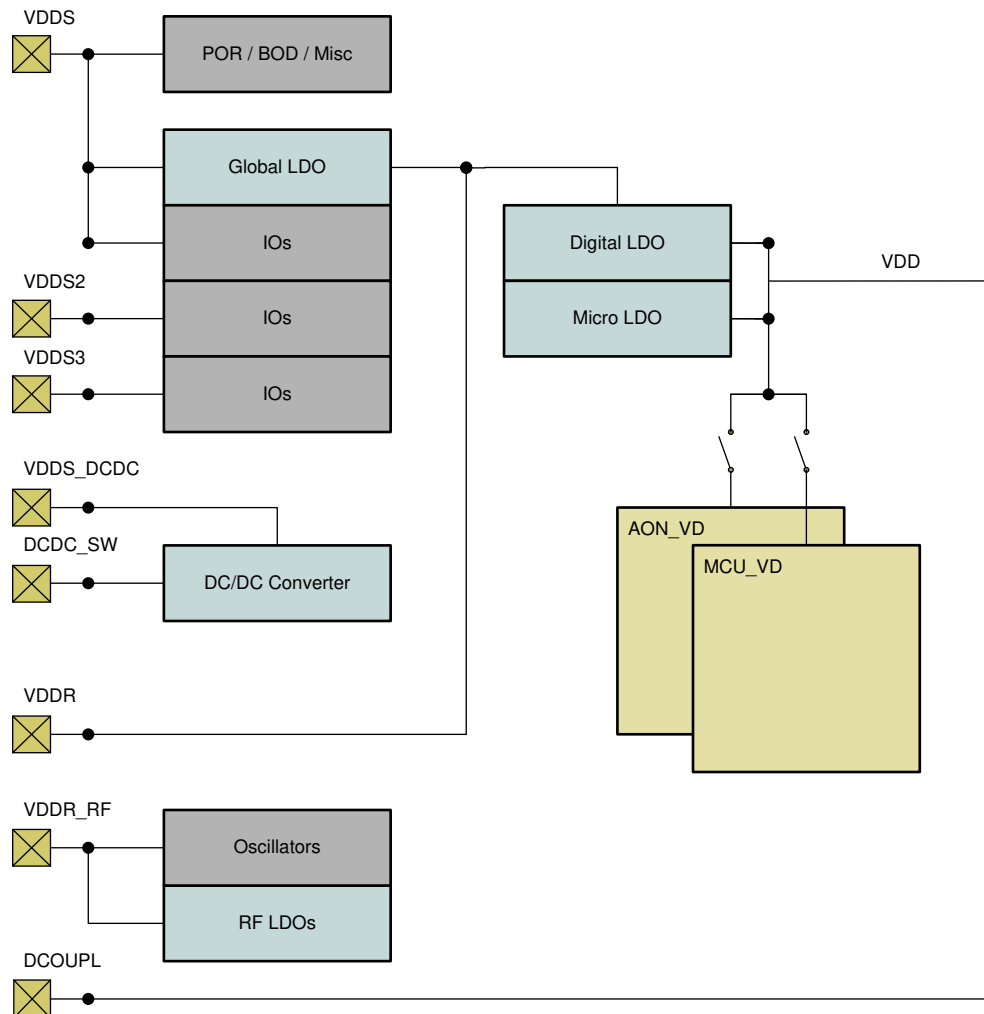 VDDS
POR / BOD / Misc
Global LDO
IOs
Digital LDO
VDD
VDDS2
IOs
Micro LDO
VDDS3
IOs
VDDS_DCDC
AON_VD
DCDC_SW
MCU_VD
DC/DC Converter
VDDR
VDDR_RF
Oscillators
RF LDOs
DCOUPL